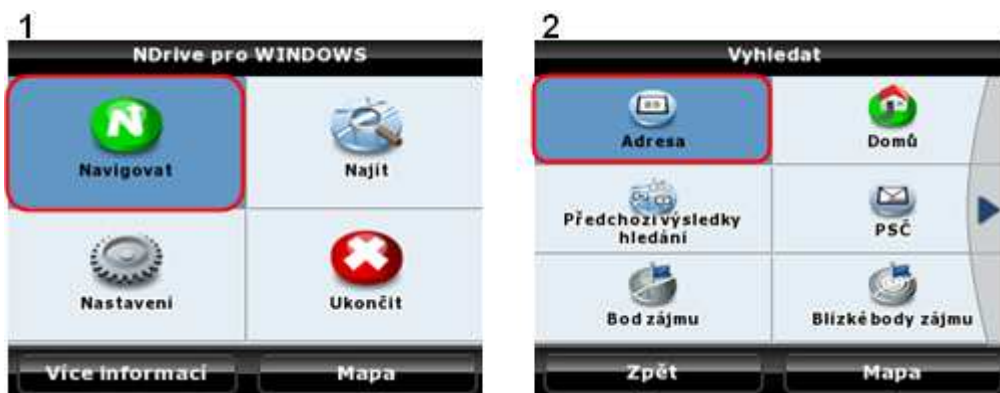 1
NDrive pro WINDOWS
Navigovat
Najít
Nastavení
Ukončit
Více informací
Mapa
2
Vyhledat
Adresa
Domů
Předchozí výsledky
hledání
PSČ
Bod zájmu
Blízké body zájmu
Zpět
Mapa